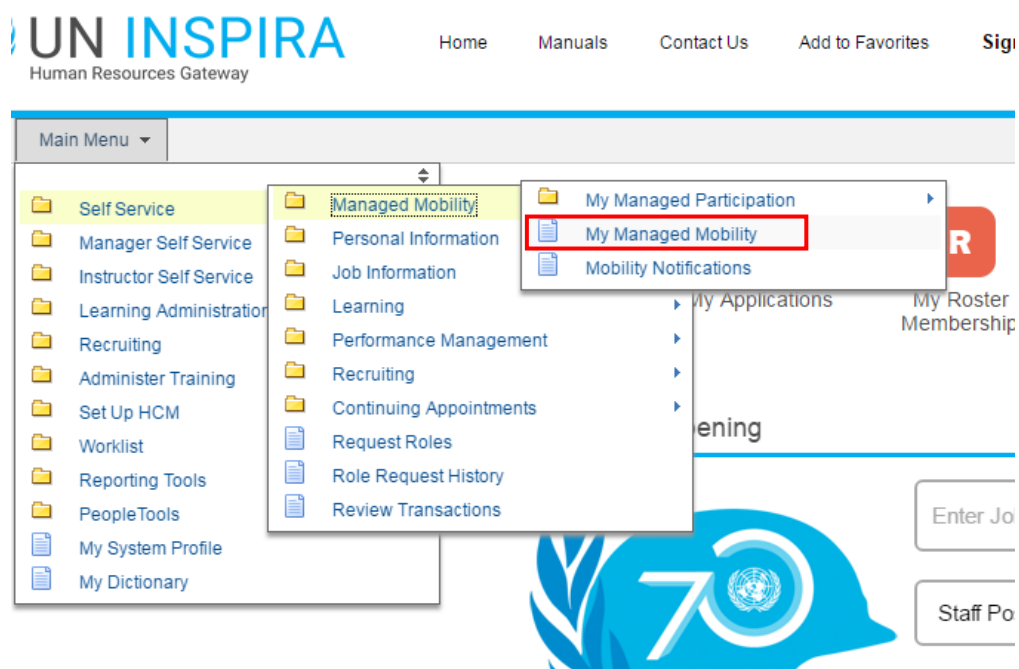 UN INSPIRA
Human Resources Gateway
Home Manuals Contact Us Add to Favorites
Main Menu
Self Service
Manager Self Service
Instructor Self Service
Learning Administration
Recruiting
Administer Training
Set Up HCM
Worklist
Reporting Tools
PeopleTools
My System Profile
My Dictionary
Managed Mobility
Personal Information
Job Information
Learning
Performance Management
Recruiting
Continuing Appointments
Request Roles
Role Request History
Review Transactions
My Managed Participation
My Managed Mobility
Mobility Notifications
R
My Applications
My Roster
Membership
Enter
Staff
70